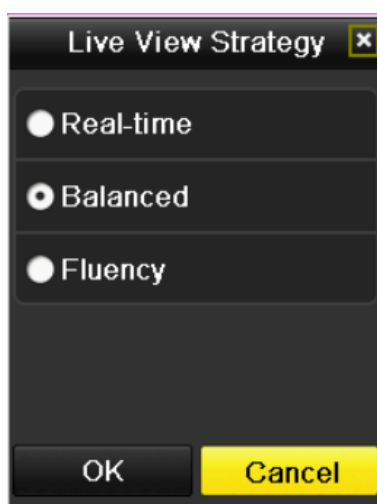 Live View Strategy
Real-time
Balanced
Fluency
OK
Cancel